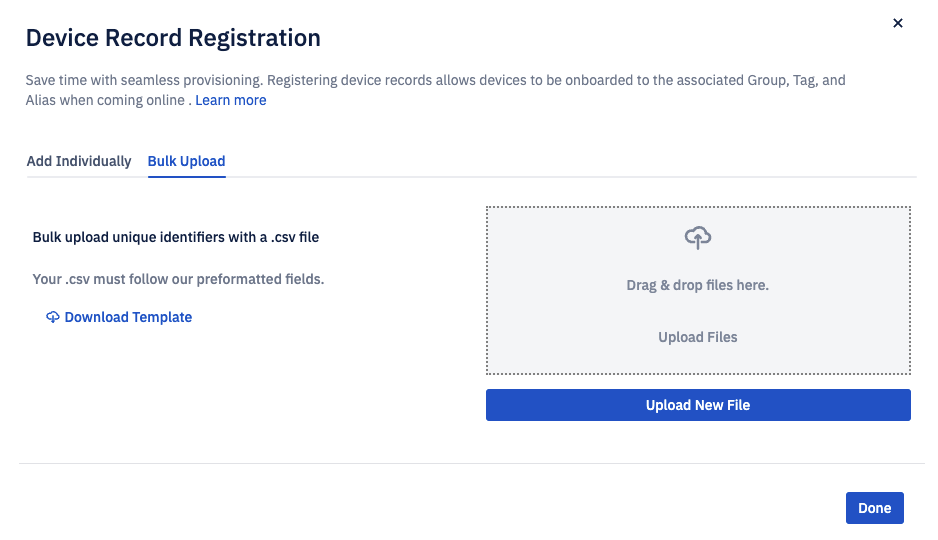 Device Record Registration
Save time with seamless provisioning. Registering device records allows devices to be onboarded to the associated Group, Tag, and
Alias when coming online . Learn more
Add Individually
Bulk Upload
Bulk upload unique identifiers with a .csv file
Your .csv must follow our preformatted fields.
Download Template
Drag & drop files here.
Upload Files
Upload New File
Done